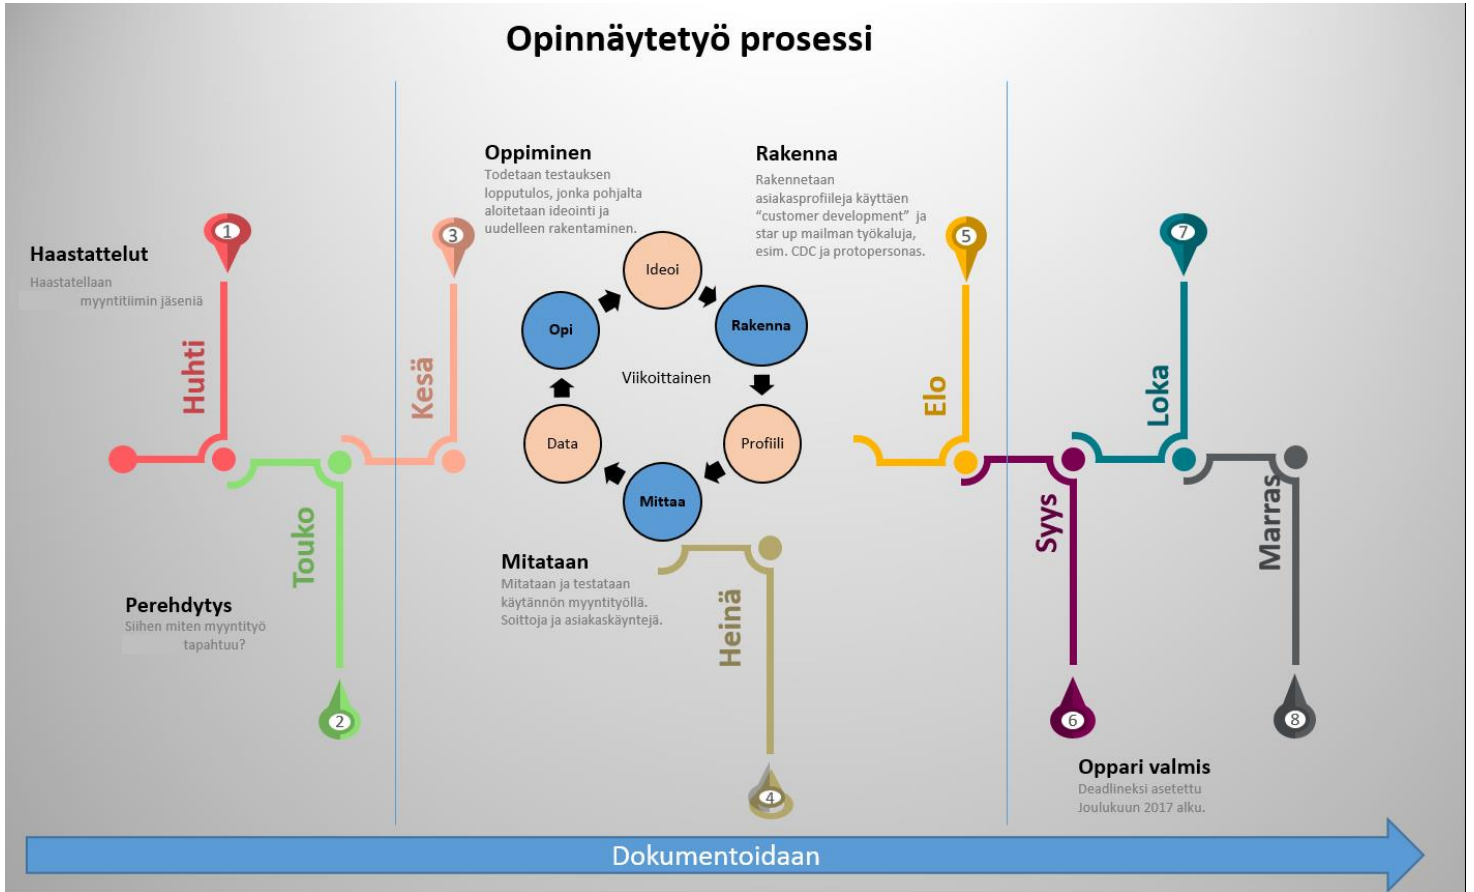 Opinnäytetyö prosessi
Haastattelut
Haastatellaan
myyntitiimin jäseniä
1
Huhti
Perehdytys
Siihen miten myyntityö
tapahtuu?
Touko
2
3
Kesä
Oppiminen
Todetaan testauksen
lopputulos, jonka pohjalta
aloitetaan ideointi ja
uudelleen rakentaminen.
Rakenna
Rakennetaan
asiakasprofiileja käyttäen
“customer development” ja
star up mailman työkaluja,
esim. CDC ja protopersonas.
Ideoi
Rakenna
Profiili
Mittaa
Data
Opi
Viikoittainen
Mitataan
Mitataan ja testataan
käytännön myyntityöllä.
Soittoja ja asiakaskäyntejä.
Heinä
4
5
Elo
Syys
6
7
Loka
Marras
8
Oppari valmis
Deadlineksi asetettu
Joulukuun 2017 alku.
Dokumentoidaan